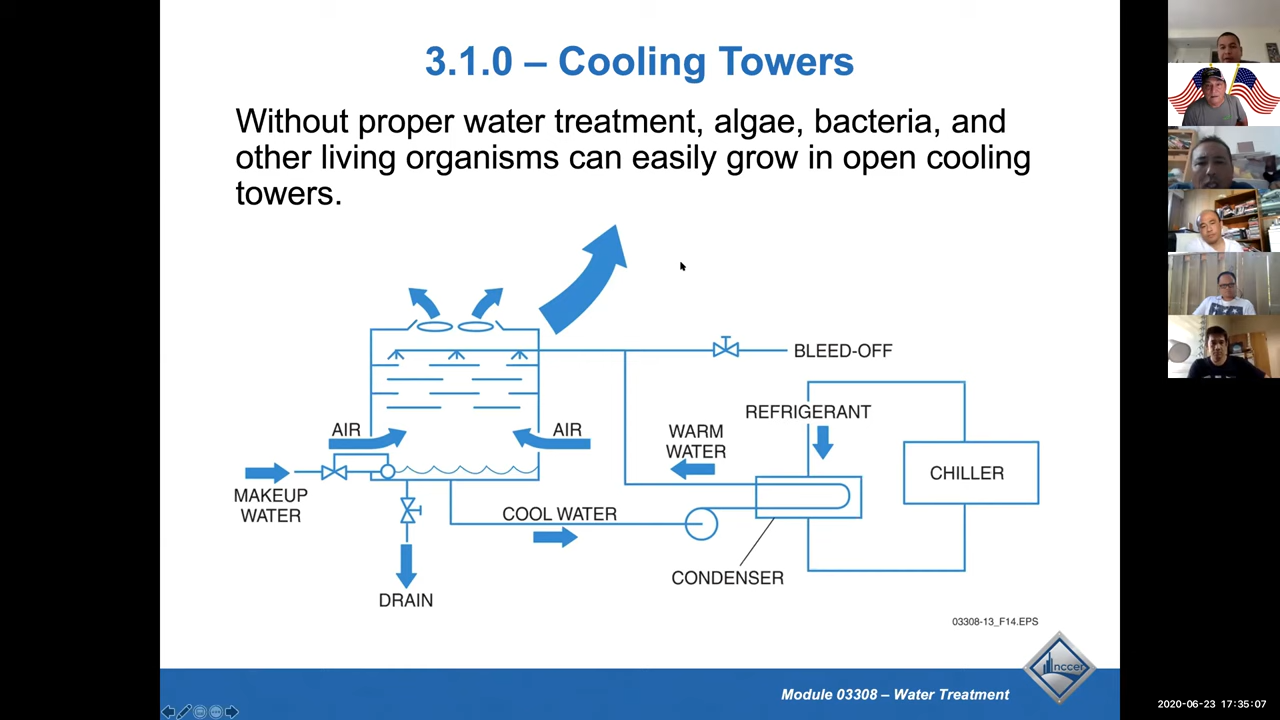 3.1.0 – Cooling Towers
Without proper water treatment, algae, bacteria, and
other living organisms can easily grow in open cooling
towers.
BLEED-OFF
REFRIGERANT
AIR
AIR
WARM
WATER
CHILLER
MAKEUP
WATER
COOL WATER
CONDENSER
DRAIN
03308-13_F14.EPS
nccer
Module 03308 – Water Treatment
2020-06-23 17:35:07